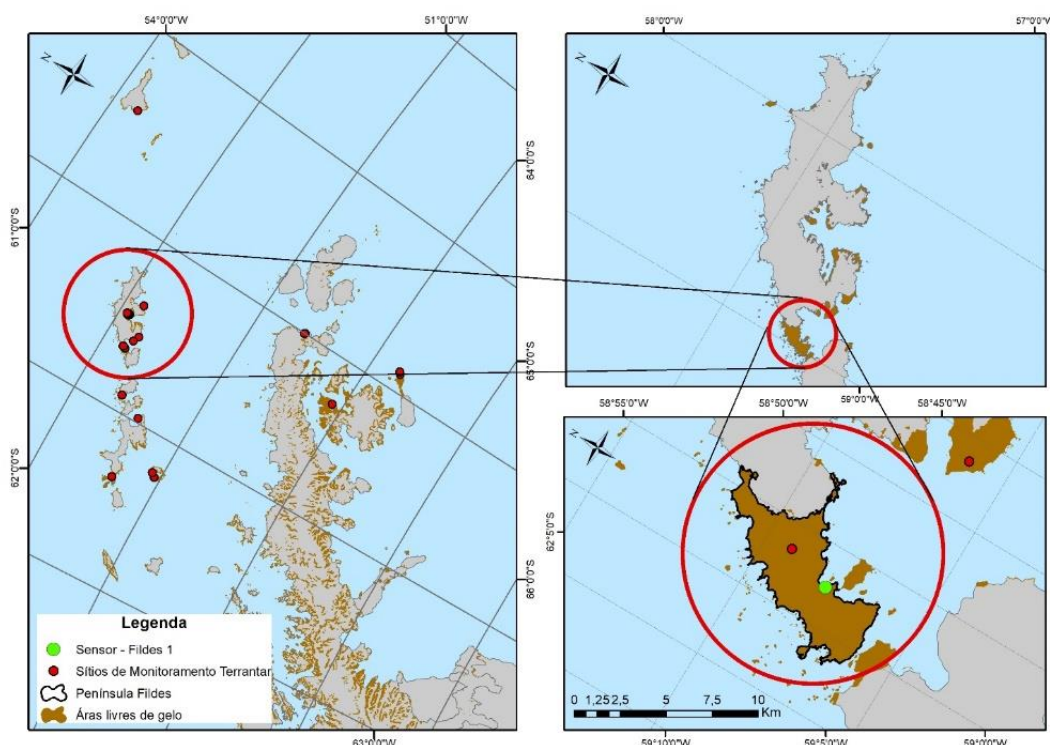 54°0'0"W
51°0'0"W
N
61°0'0"S
62°0'0"S
64°0'0"S
65°0'0"S
66°0'0"S
63°0'0"W
Legenda
Sensor - Fildes 1
Sítios de Monitoramento Terrantar
Península Fildes
Áras livres de gelo
58°0'0"W
57°0'0"W
N
59°0'0"W
58°55'0"W
58°50'0"W
58°45'0"W
N
62°5'0"S
0 1,25 2,5 5 7,5 10
Km
59°10'0"W
59°5'0"W
59°0'0"W